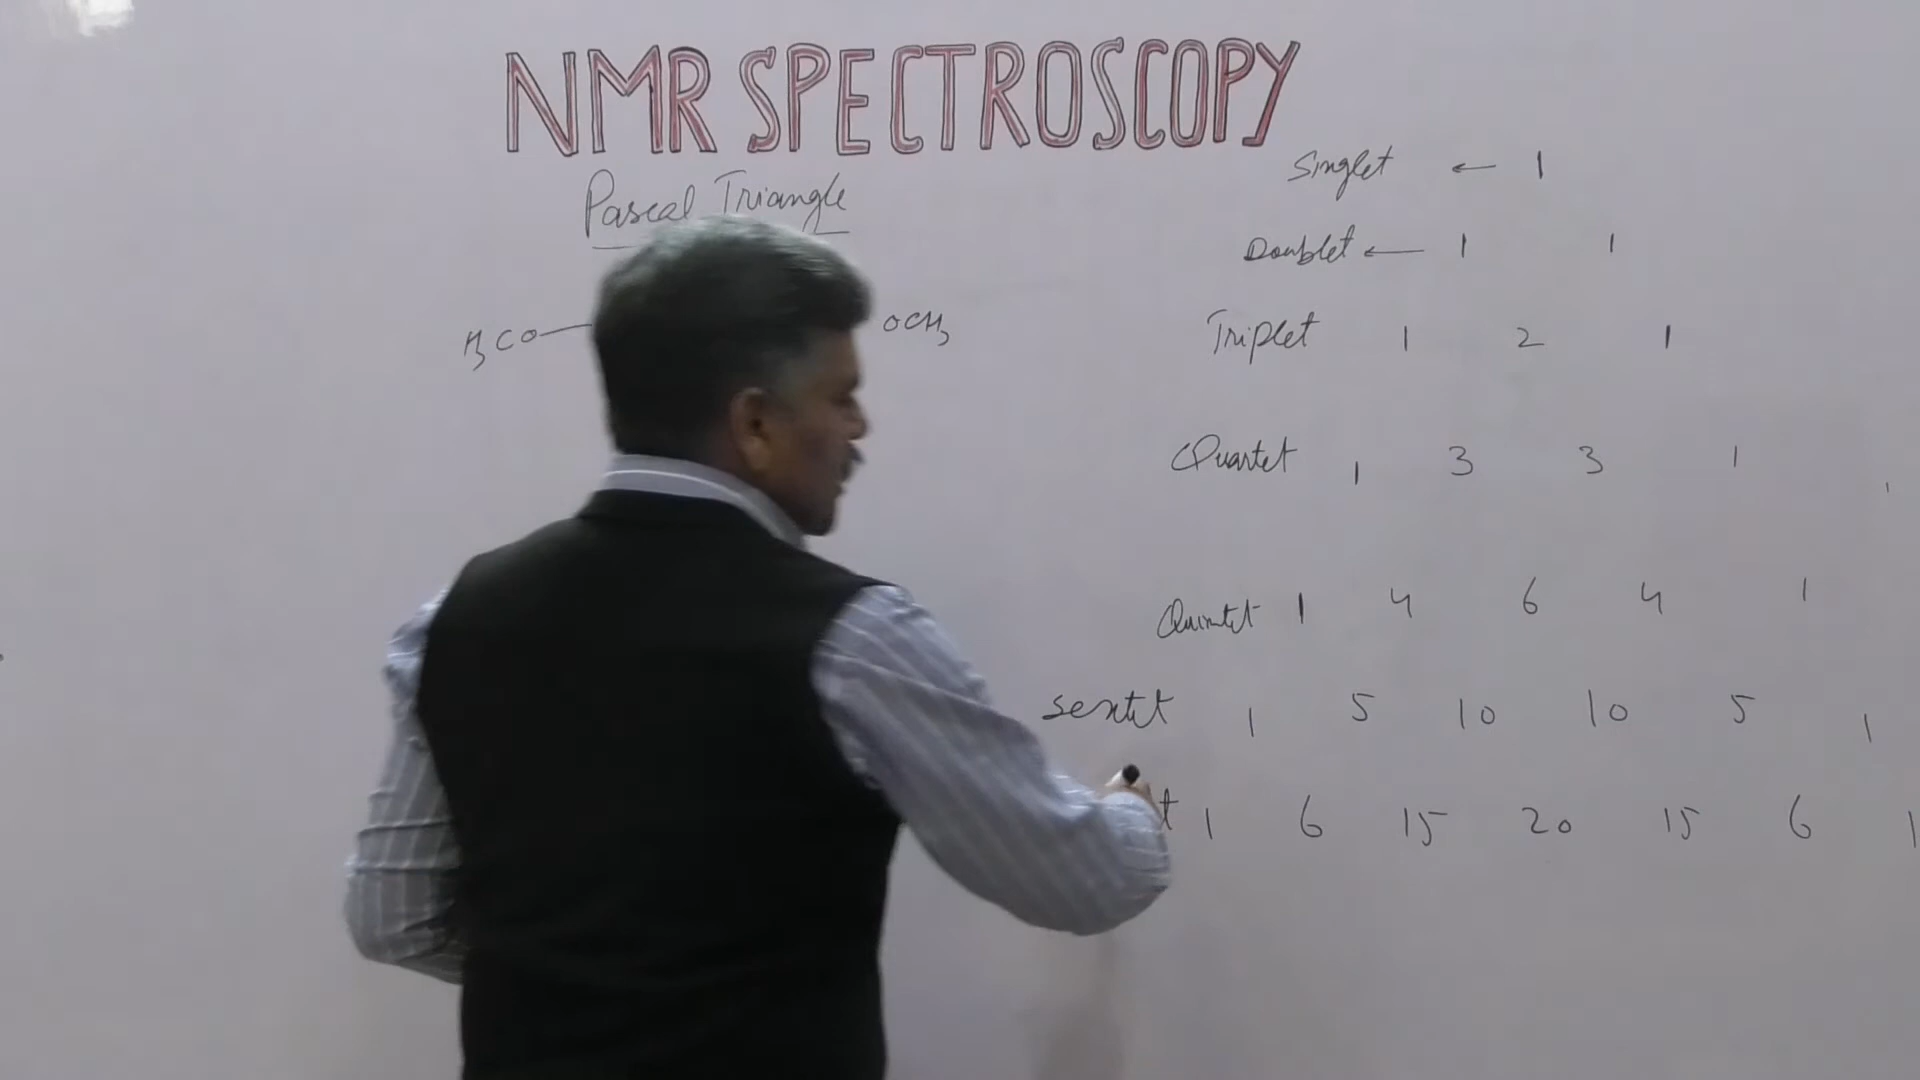 NMR SPECTROSCOPY
Pascal Triangle
H3CO— OCH3
Singlet ← 1
Doublet ← 1 1
Triplet 1 2 1
Quartet 1 3 3 1
Quintet 1 4 6 4 1
sextet 1 5 10 10 5 1
t 1 6 15 20 15 6 1